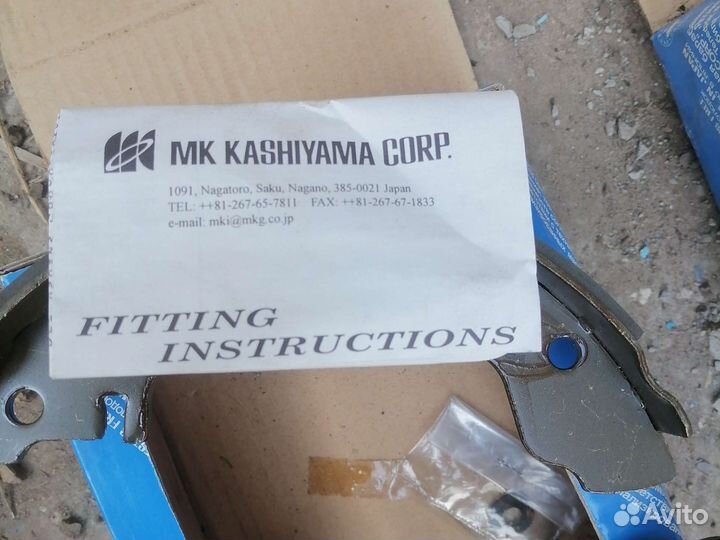 MK KASHIYAMA CORP.
1091, Nagatoro, Saku, Nagano, 385-0021 Japan
TEL: ++81-267-65-7811 FAX: ++81-267-67-1833
e-mail: mki@mkg.co.jp
FITTING
INSTRUCTIONS
JAPAN
Avito